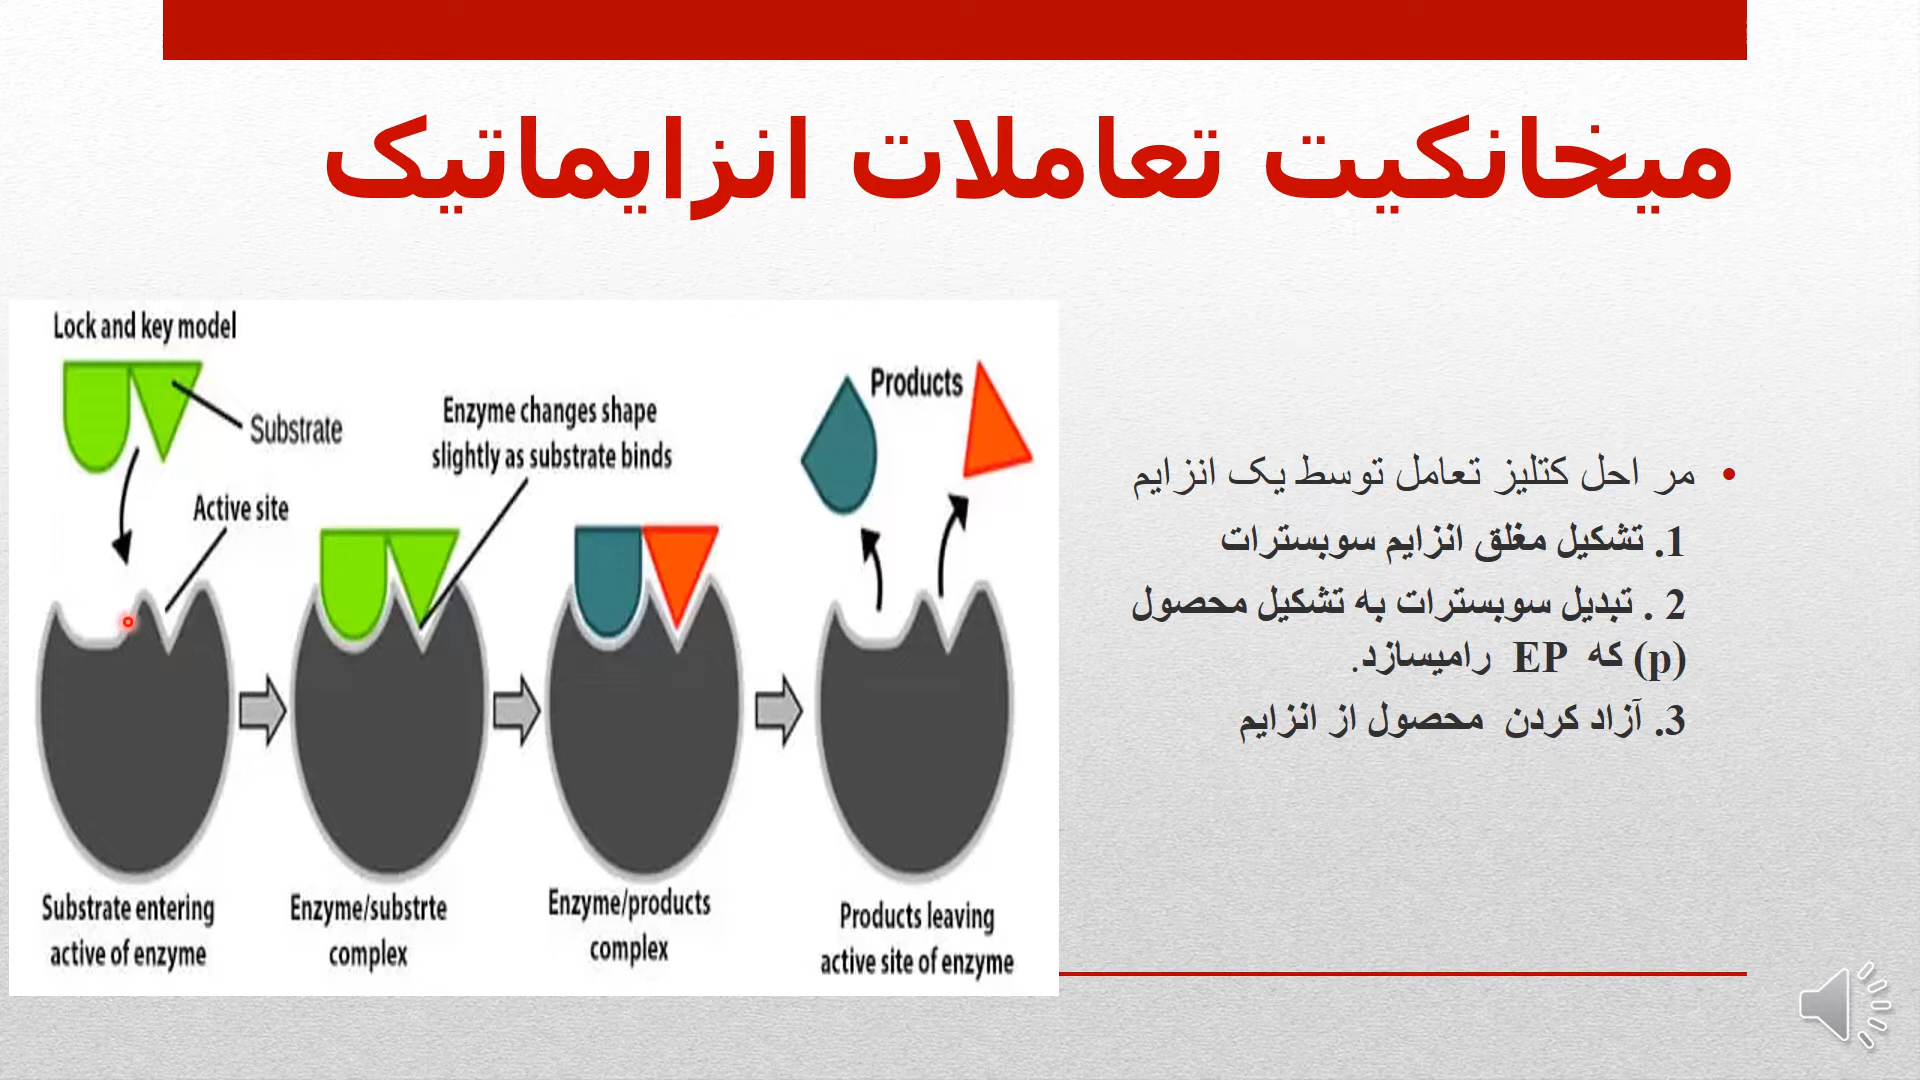 میخانکیت تعاملات انزایماتیک
Lock and key model
Substrate
Active site
Enzyme changes shape
slightly as substrate binds
Products
Substrate entering
active of enzyme
Enzyme/substrte
complex
Enzyme/products
complex
Products leaving
active site of enzyme
• مر احل کتلیز تعامل توسط یک انزایم
1. تشکیل مغلق انزایم سوبسترات
2 . تبدیل سوبسترات به تشکیل محصول
(p) که EP رامیسازد.
3. آزاد کردن محصول از انزایم